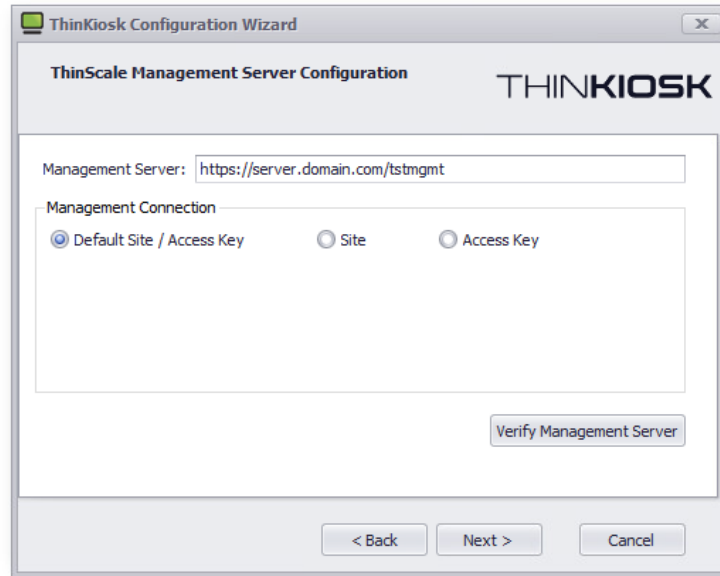 ThinKiosk Configuration Wizard
ThinScale Management Server Configuration
THINKIOSK
Management Server: https://server.domain.com/tstmgmt
Management Connection
Default Site / Access Key Site Access Key
Verify Management Server
< Back Next > Cancel